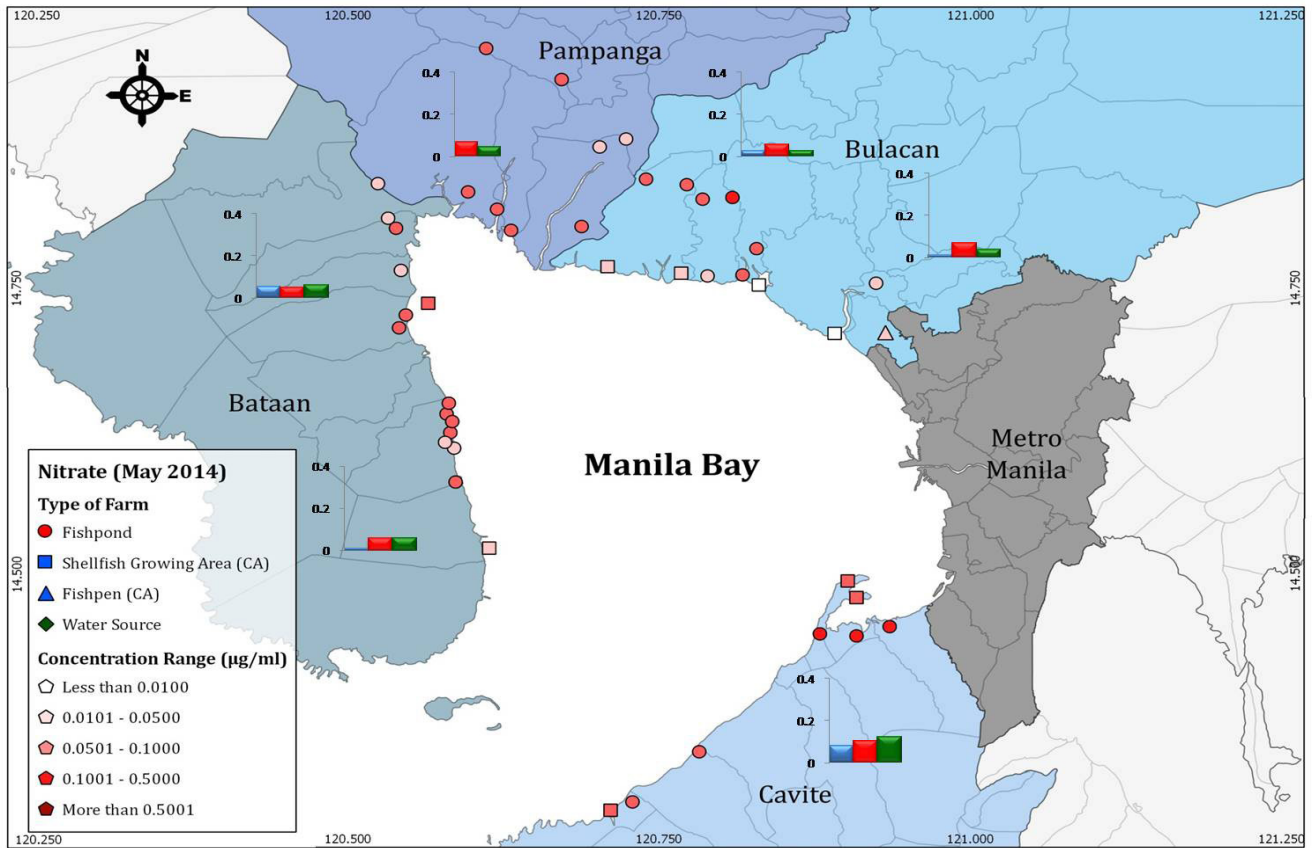 120.250
120.500
120.750
121.000
121.250
N
E
Pampanga
0.4
0.2
0
0.4
0.2
0
Bulacan
0.4
0.2
0
0.4
0.2
0
14.750
14.750
Bataan
Manila Bay
Metro
Manila
Nitrate (May 2014)
Type of Farm
Fishpond
Shellfish Growing Area (CA)
Fishpen (CA)
Water Source
Concentration Range (µg/ml)
Less than 0.0100
0.0101 - 0.0500
0.0501 - 0.1000
0.1001 - 0.5000
More than 0.5001
0.4
0.2
0
14.500
14.500
0.4
0.2
0
Cavite
120.250
120.500
120.750
121.000
121.250